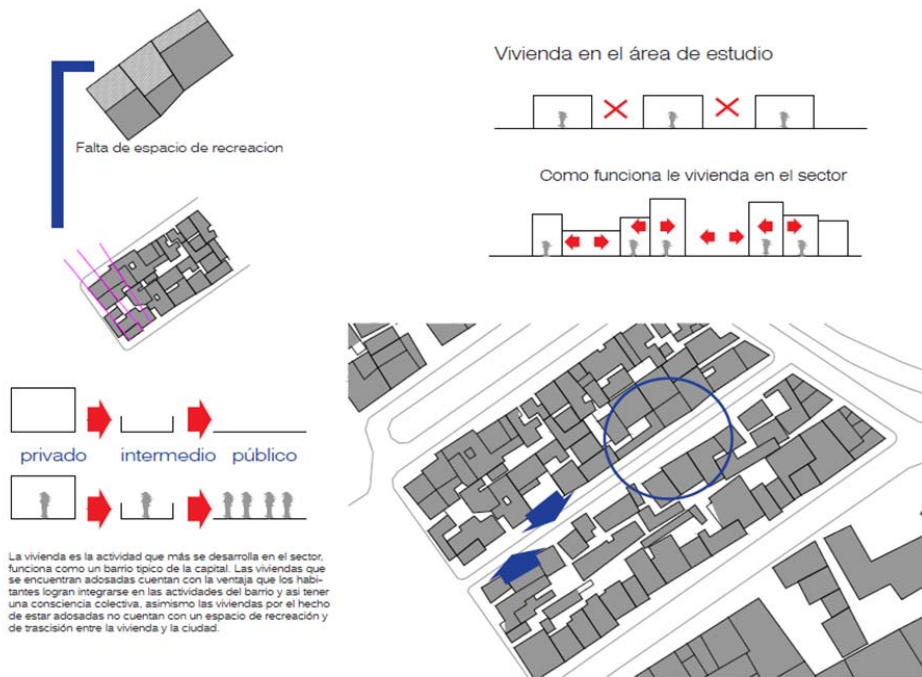 Falta de espacio de recreacion
Vivienda en el área de estudio
Como funciona le vivienda en el sector
privado
intermedio
público
La vivienda es la actividad que más se desarrolla en el sector,
funciona como un barrio tipico de la capital. Las viviendas que
se encuentran adosadas cuentan con la ventaja que los habi-
tantes logran integrarse en las actividades del barrio y asi tener
una consciencia colectiva, asimismo las viviendas por el hecho
de estar adosadas no cuentan con un espacio de recreación y
de trascisión entre la vivienda y la ciudad.